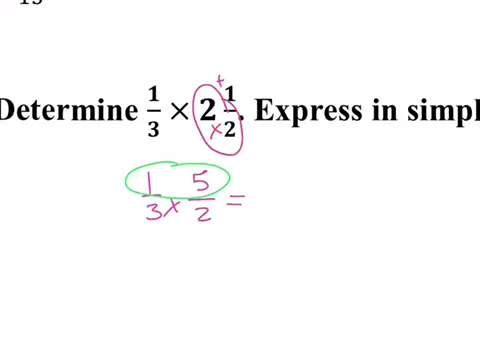 Determine 1/3 × 2 1/2. Express in simpl
+
×
1/3 × 5/2 =